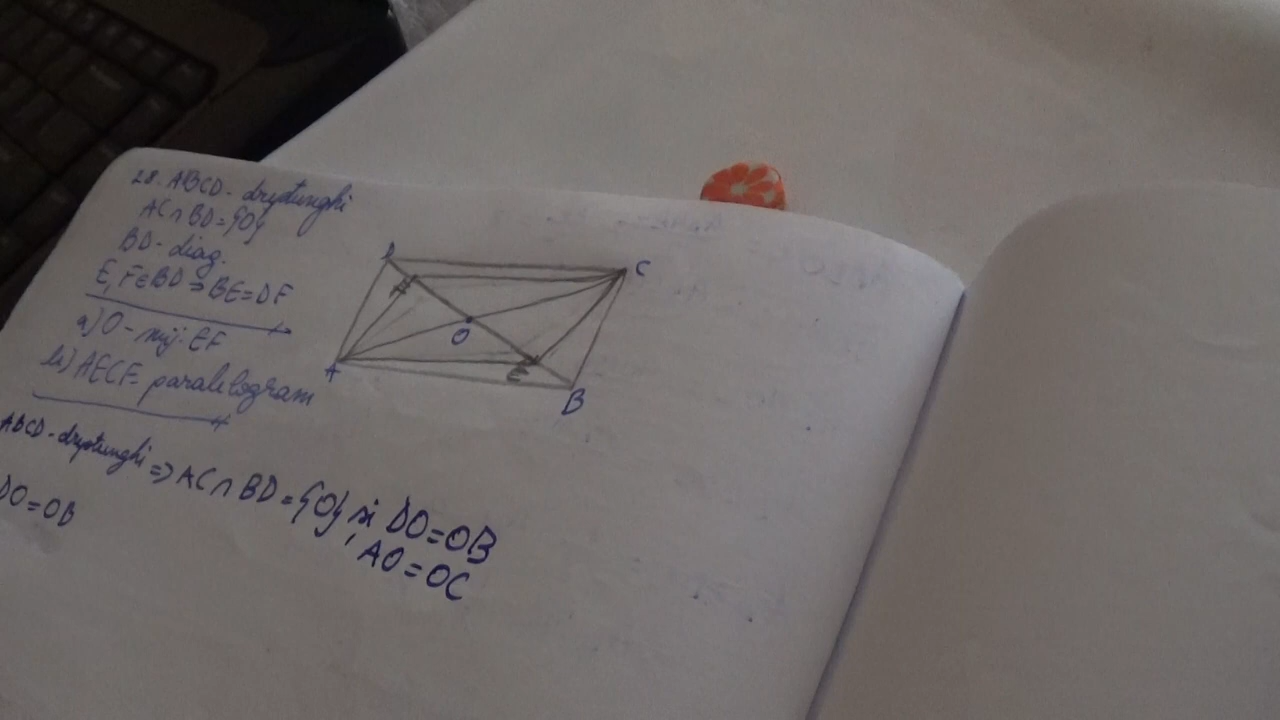 28. ABCD - dreptunghi
AC∩BD={O}
BD - diag.
E, F∈BD ⇒ BE=DF
a) O - mij. EF
b) AECF paralelogram
D
C
F
O
E
A
B
ABCD - dreptunghi ⇒ AC∩BD={O} și DO=OB
, AO=OC
DO=OB